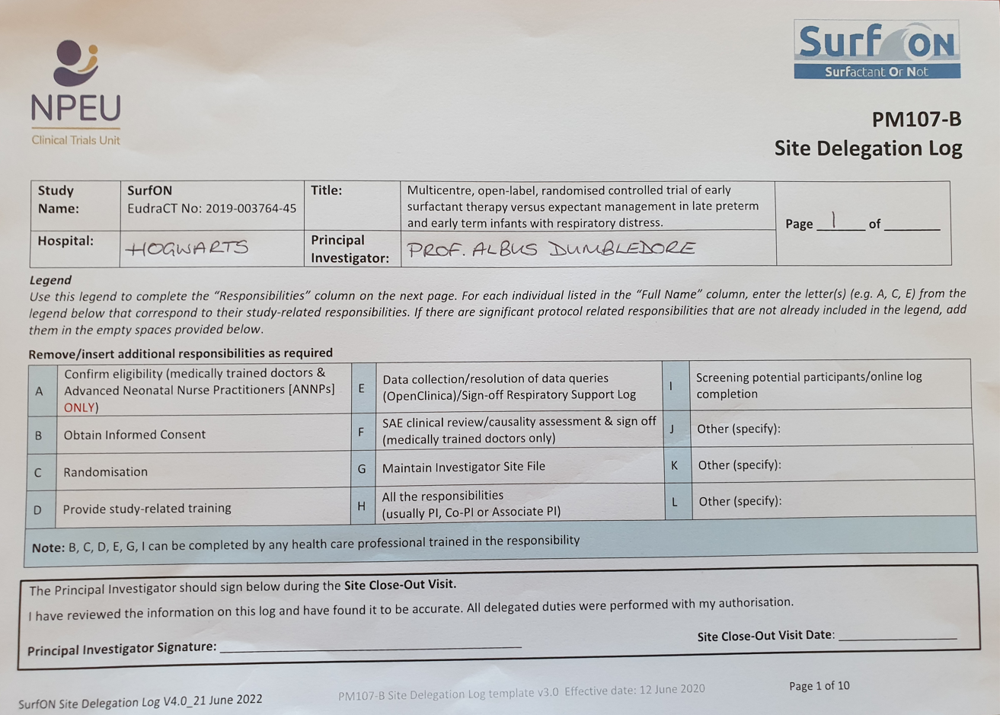 NPEU
Clinical Trials Unit
Surf ON
Surfactant Or Not
PM107-B
Site Delegation Log
Study Name:
SurfON
EudraCT No: 2019-003764-45
Title:
Multicentre, open-label, randomised controlled trial of early
surfactant therapy versus expectant management in late preterm
and early term infants with respiratory distress.
Page 1 of ______
Hospital:
HOGWARTS
Principal
Investigator:
PROF. ALBUS DUMBLEDORE
Legend
Use this legend to complete the “Responsibilities” column on the next page. For each individual listed in the “Full Name” column, enter the letter(s) (e.g. A, C, E) from the
legend below that correspond to their study-related responsibilities. If there are significant protocol related responsibilities that are not already included in the legend, add
them in the empty spaces provided below.
Remove/insert additional responsibilities as required
A
Confirm eligibility (medically trained doctors &
Advanced Neonatal Nurse Practitioners [ANNPs]
ONLY)
E
Data collection/resolution of data queries
(OpenClinica)/Sign-off Respiratory Support Log
I
Screening potential participants/online log
completion
B
Obtain Informed Consent
F
SAE clinical review/causality assessment & sign off
(medically trained doctors only)
J
Other (specify):
C
Randomisation
G
Maintain Investigator Site File
K
Other (specify):
D
Provide study-related training
H
All the responsibilities
(usually PI, Co-PI or Associate PI)
L
Other (specify):
Note: B, C, D, E, G, I can be completed by any health care professional trained in the responsibility
The Principal Investigator should sign below during the Site Close-Out Visit.
I have reviewed the information on this log and have found it to be accurate. All delegated duties were performed with my authorisation.
Principal Investigator Signature: ______
Site Close-Out Visit Date: ______
SurfON Site Delegation Log V4.0_21 June 2022
PM107-B Site Delegation Log template v3.0 Effective date: 12 June 2020
Page 1 of 10